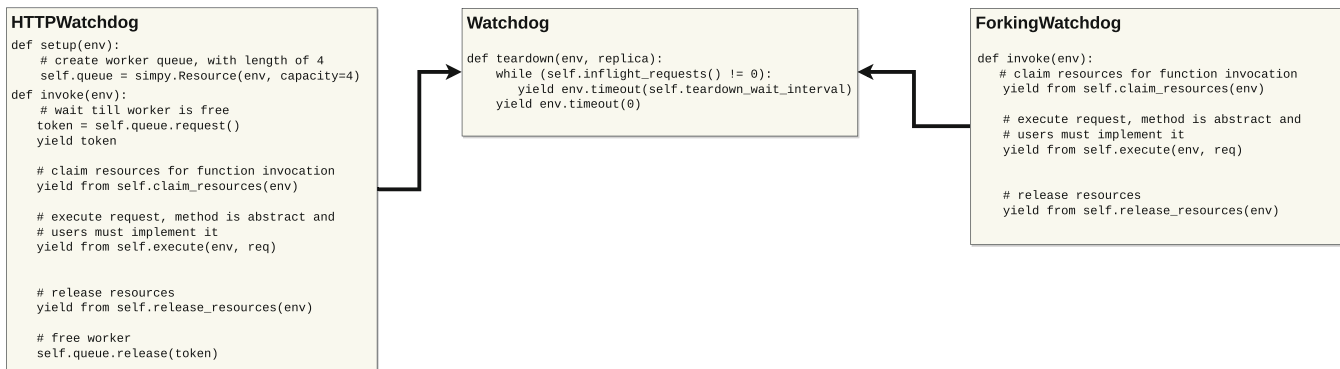 HTTPWatchdog
def setup(env):
# create worker queue, with length of 4
self.queue = simpy.Resource(env, capacity=4)
def invoke(env):
# wait till worker is free
token = self.queue.request()
yield token
# claim resources for function invocation
yield from self.claim_resources(env)
# execute request, method is abstract and
# users must implement it
yield from self.execute(env, req)
# release resources
yield from self.release_resources(env)
# free worker
self.queue.release(token)
Watchdog
def teardown(env, replica):
while (self.inflight_requests() != 0):
yield env.timeout(self.teardown_wait_interval)
yield env.timeout(0)
ForkingWatchdog
def invoke(env):
# claim resources for function invocation
yield from self.claim_resources(env)
# execute request, method is abstract and
# users must implement it
yield from self.execute(env, req)
# release resources
yield from self.release_resources(env)